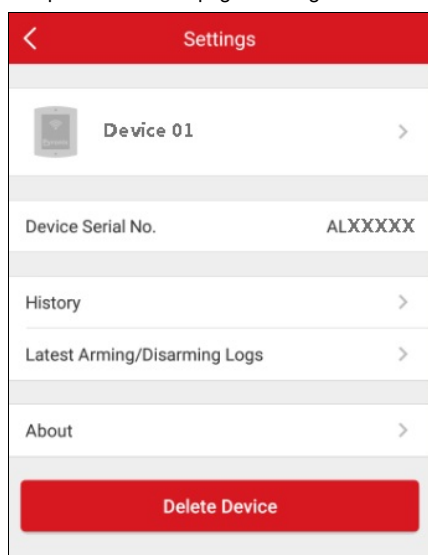 Settings
Device 01
Device Serial No. ALXXXXX
History
Latest Arming/Disarming Logs
About
Delete Device